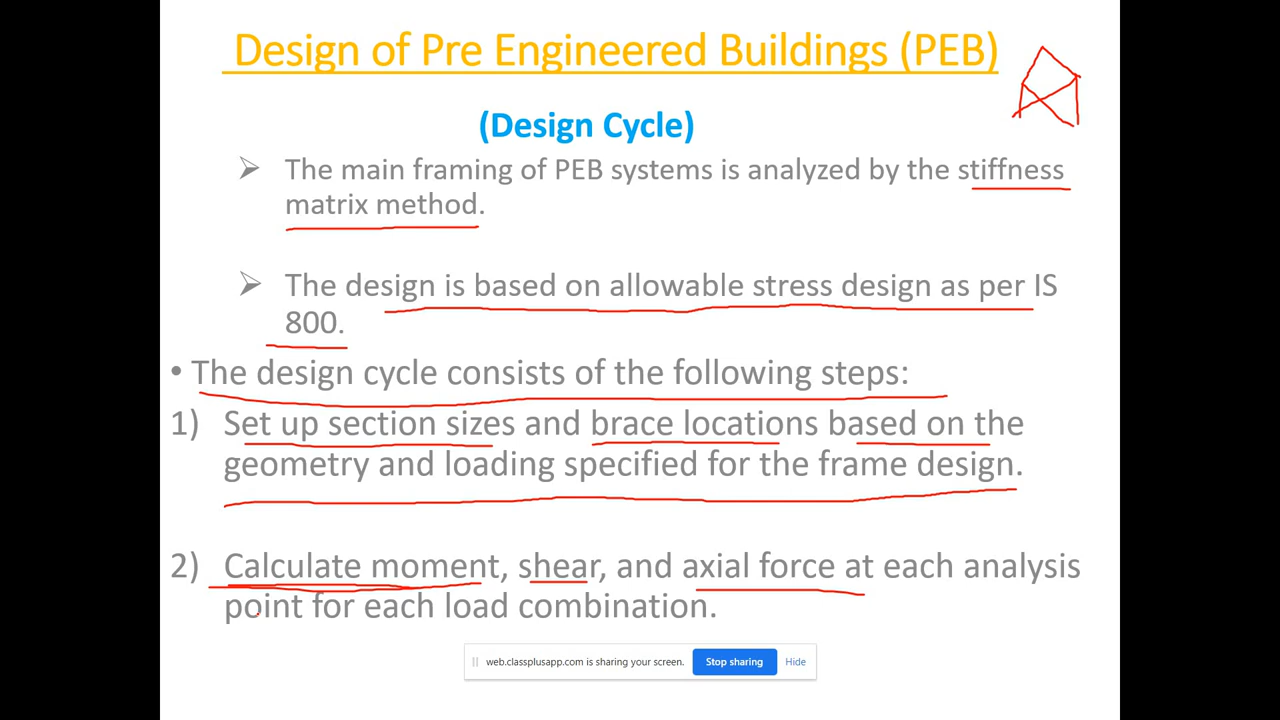 Design of Pre Engineered Buildings (PEB)
(Design Cycle)
➢ The main framing of PEB systems is analyzed by the stiffness
matrix method.
➢ The design is based on allowable stress design as per IS
800.
• The design cycle consists of the following steps:
1) Set up section sizes and brace locations based on the
geometry and loading specified for the frame design.
2) Calculate moment, shear, and axial force at each analysis
point for each load combination.
web.classplusapp.com is sharing your screen. Stop sharing Hide